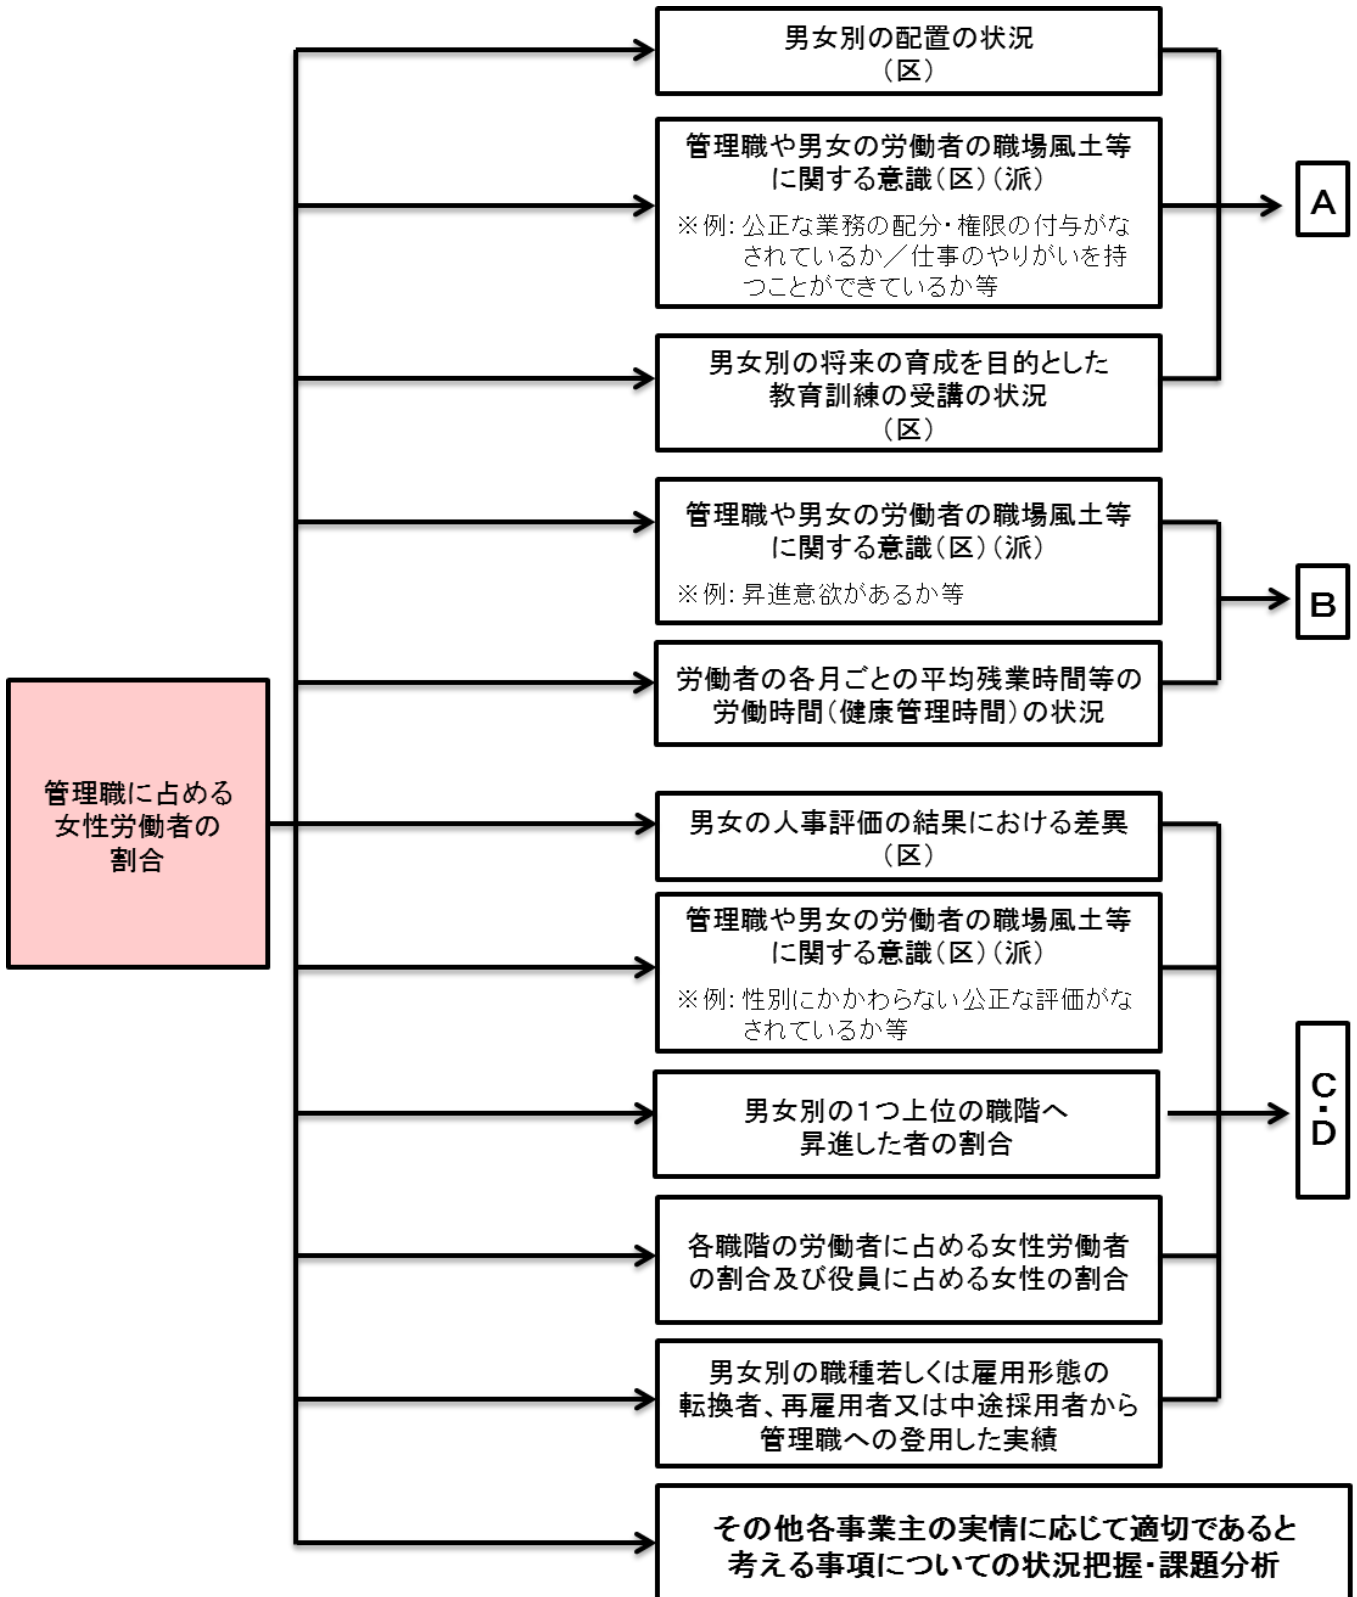 男女別の配置の状況
（区）
管理職や男女の労働者の職場風土等
に関する意識（区）（派）
※例：公正な業務の配分・権限の付与がな
されているか／仕事のやりがいを持
つことができているか等
A
男女別の将来の育成を目的とした
教育訓練の受講の状況
（区）
管理職や男女の労働者の職場風土等
に関する意識（区）（派）
※例：昇進意欲があるか等
B
労働者の各月ごとの平均残業時間等の
労働時間（健康管理時間）の状況
管理職に占める
女性労働者の
割合
男女の人事評価の結果における差異
（区）
管理職や男女の労働者の職場風土等
に関する意識（区）（派）
※例：性別にかかわらない公正な評価がな
されているか等
男女別の１つ上位の職階へ
昇進した者の割合
C・D
各職階の労働者に占める女性労働者
の割合及び役員に占める女性の割合
男女別の職種若しくは雇用形態の
転換者、再雇用者又は中途採用者から
管理職への登用した実績
その他各事業主の実情に応じて適切であると
考える事項についての状況把握・課題分析